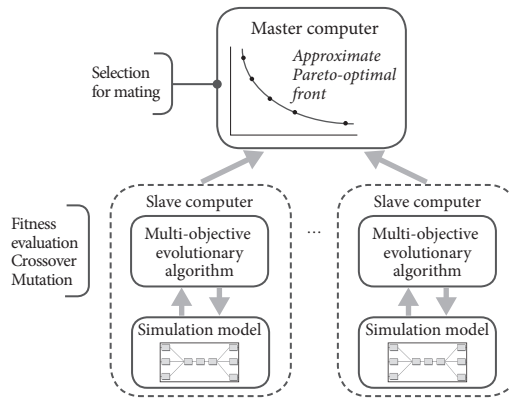 Master computer
Approximate
Pareto-optimal
front
Selection
for mating
Slave computer
Multi-objective
evolutionary
algorithm
Simulation model
...
Slave computer
Multi-objective
evolutionary
algorithm
Simulation model
Fitness
evaluation
Crossover
Mutation